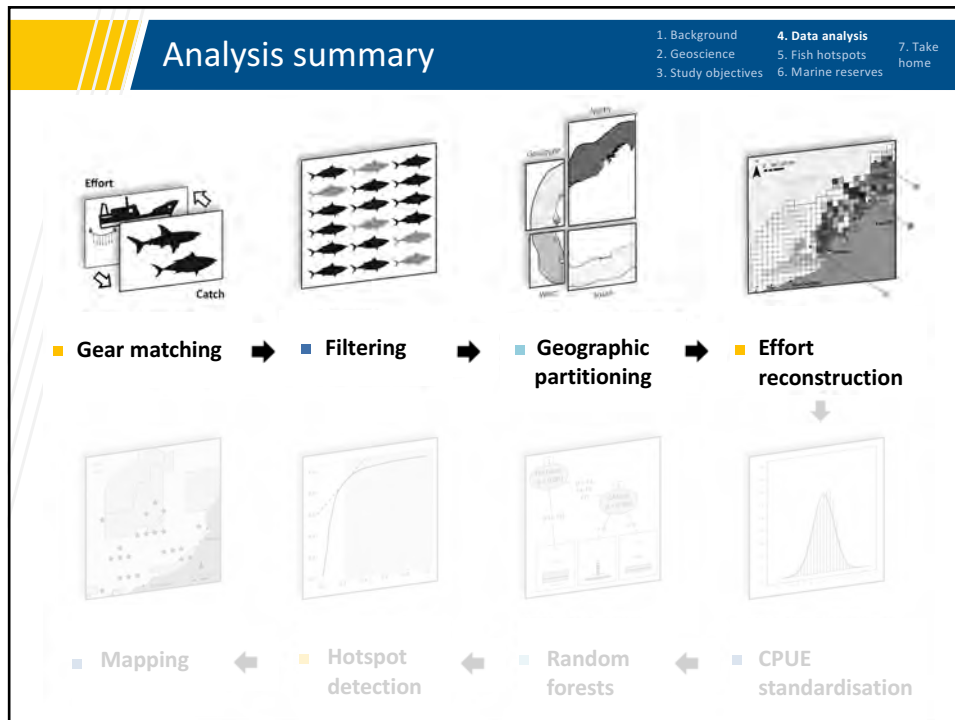 Analysis summary
1. Background
2. Geoscience
3. Study objectives
4. Data analysis
5. Fish hotspots
6. Marine reserves
7. Take
home
Effort
Catch
Gear matching
Filtering
Geographic
partitioning
Effort
reconstruction
Mapping
Hotspot
detection
Random
forests
CPUE
standardisation